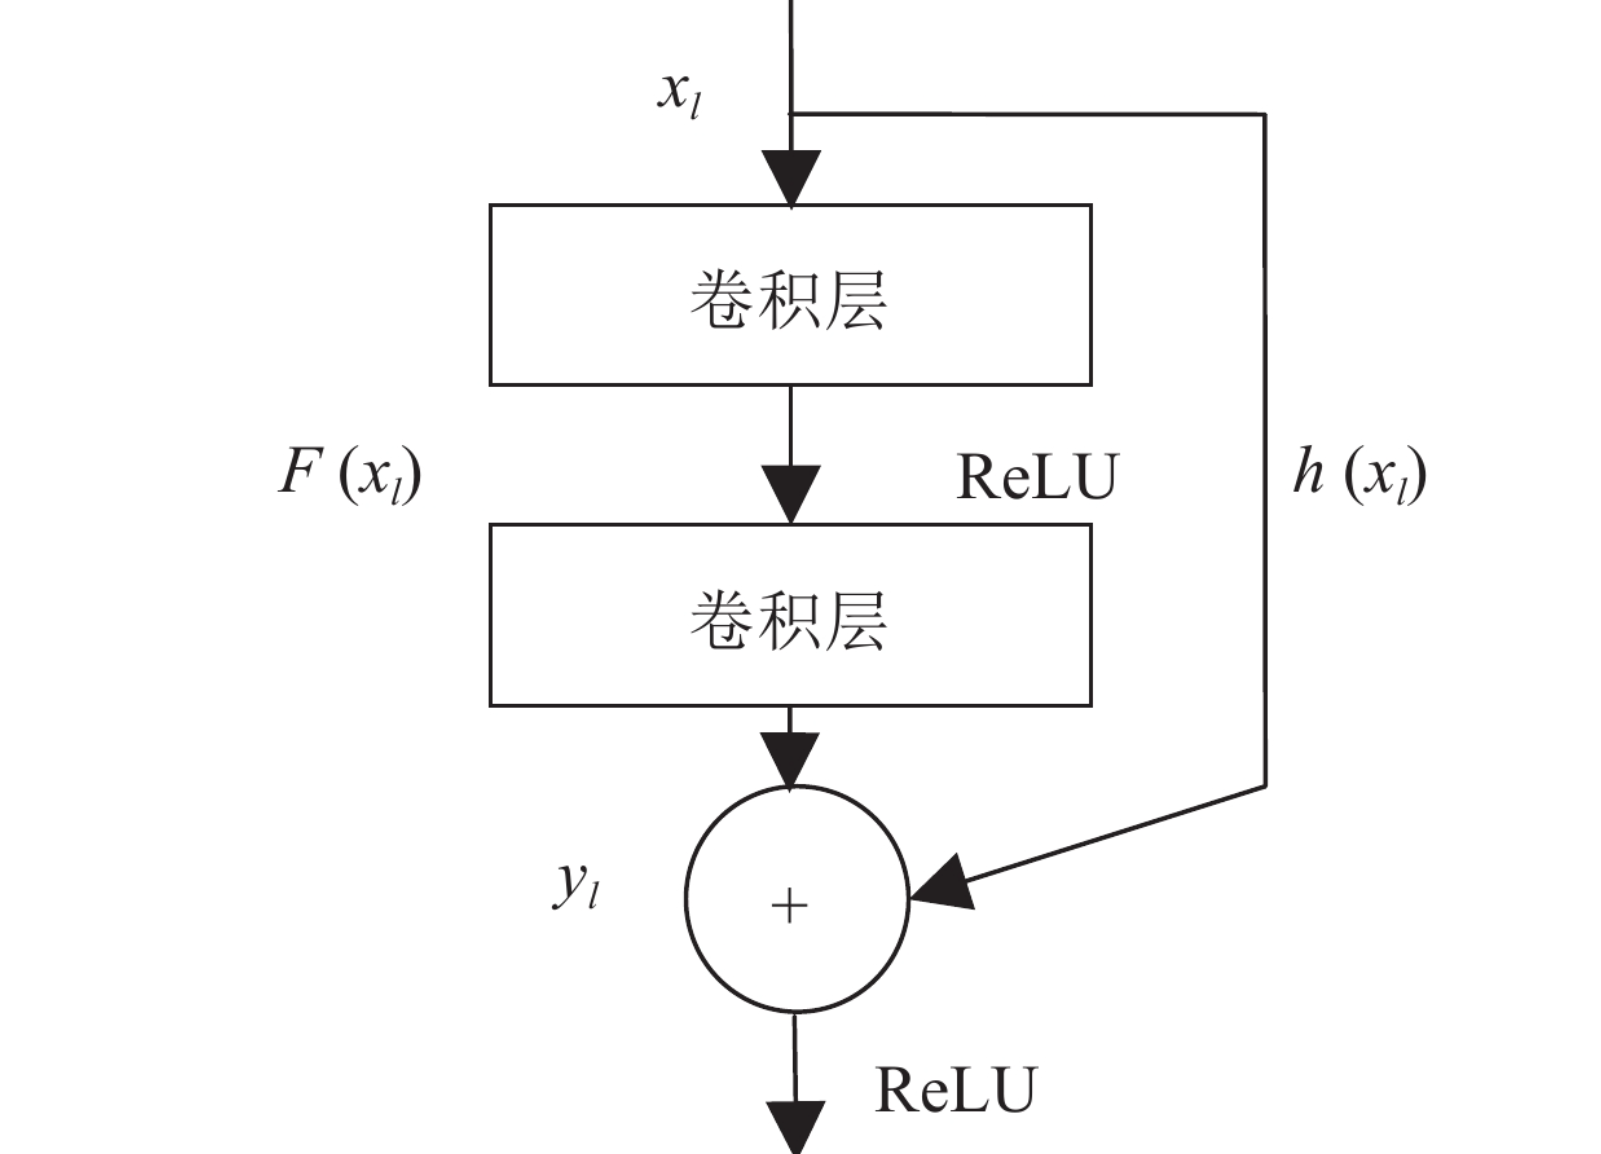 x_l
卷积层
F (x_l)
ReLU
h (x_l)
卷积层
y_l
+
ReLU